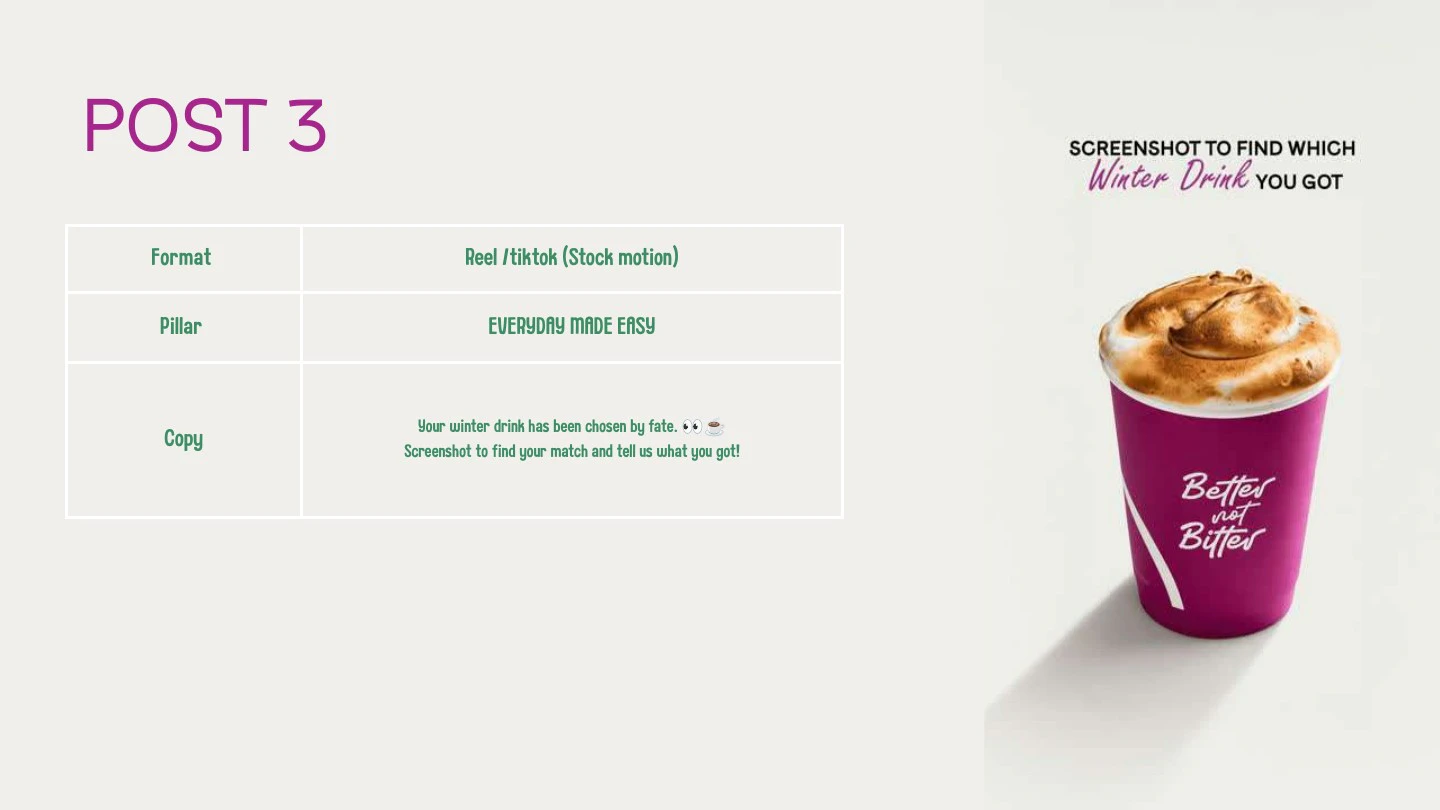 POST 3
Format
Reel /tiktok (Stock motion)
Pillar
EVERYDAY MADE EASY
Copy
Your winter drink has been chosen by fate. 👀☕
Screenshot to find your match and tell us what you got!
SCREENSHOT TO FIND WHICH
Winter Drink YOU GOT
Better
not
Bitter